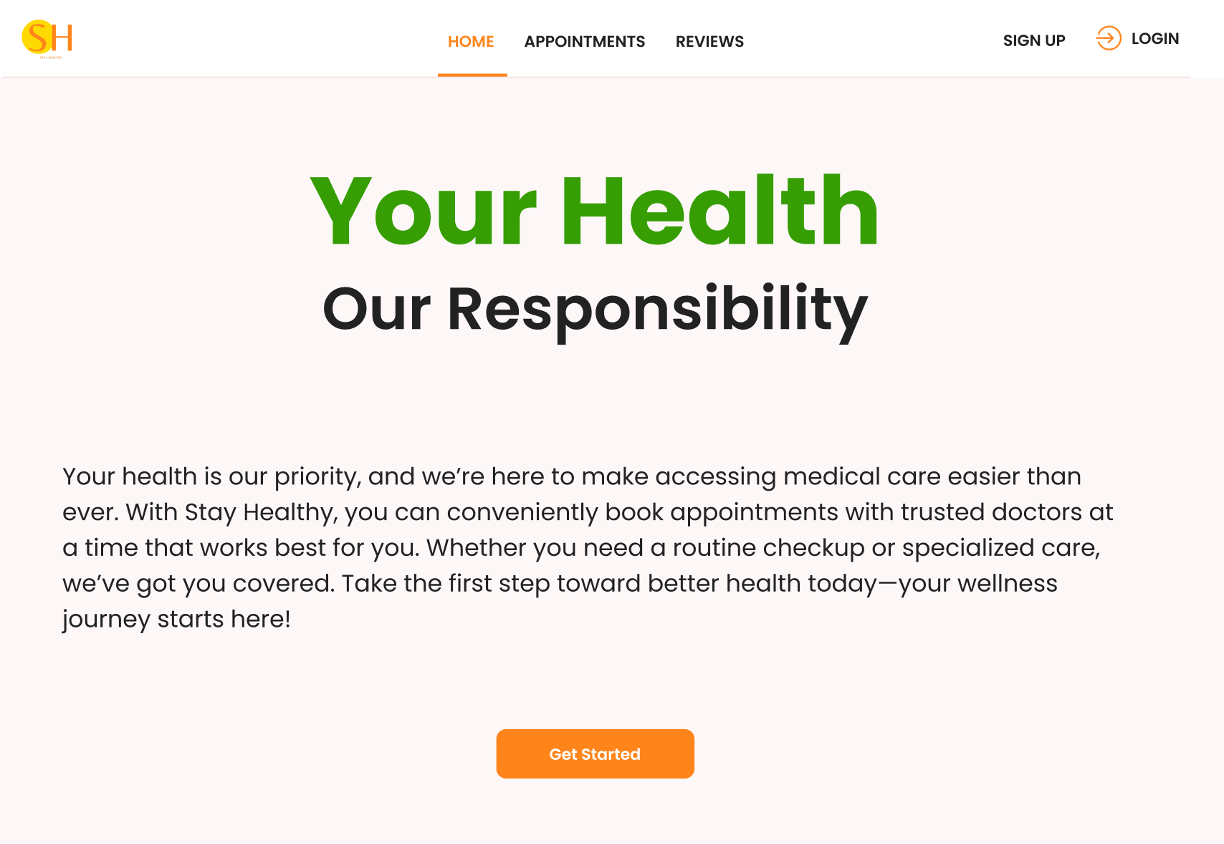 SH
HOME
APPOINTMENTS
REVIEWS
SIGN UP
LOGIN
Your Health
Our Responsibility
Your health is our priority, and we’re here to make accessing medical care easier than
ever. With Stay Healthy, you can conveniently book appointments with trusted doctors at
a time that works best for you. Whether you need a routine checkup or specialized care,
we’ve got you covered. Take the first step toward better health today—your wellness
journey starts here!
Get Started